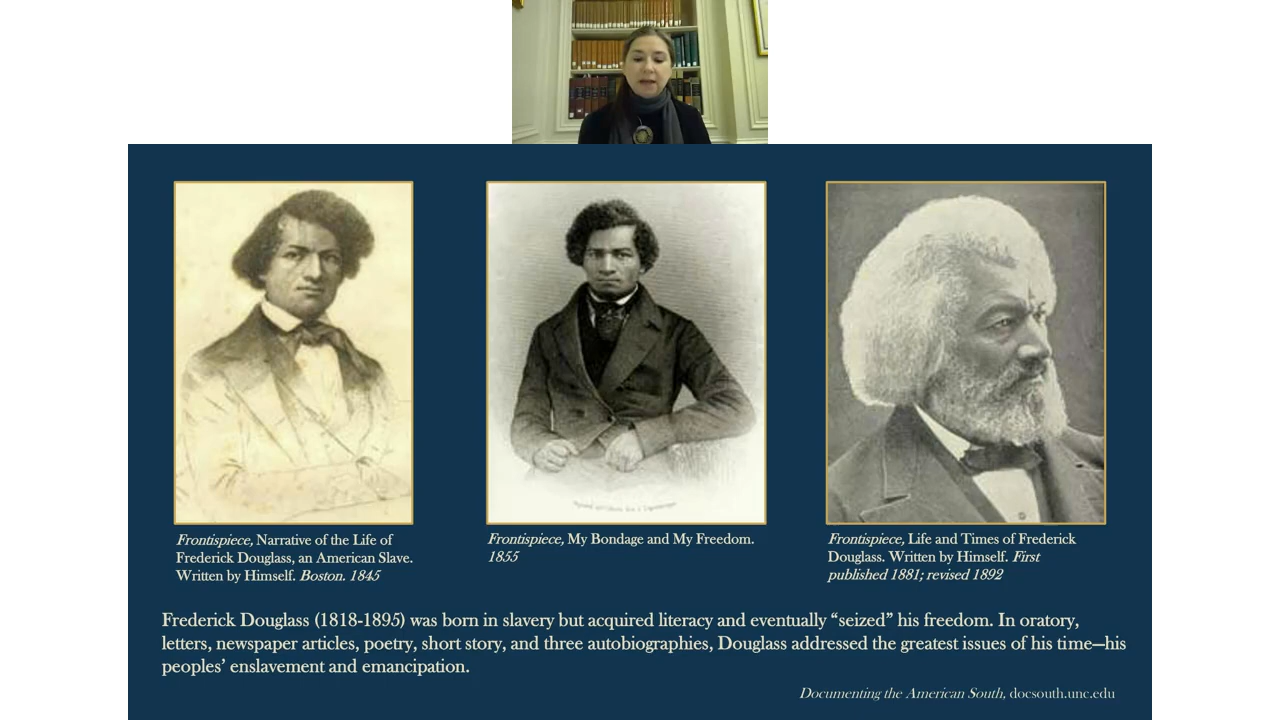 Frontispiece, Narrative of the Life of
Frederick Douglass, an American Slave.
Written by Himself. Boston. 1845
Frontispiece, My Bondage and My Freedom.
1855
Frontispiece, Life and Times of Frederick
Douglass. Written by Himself. First
published 1881; revised 1892
Frederick Douglass (1818-1895) was born in slavery but acquired literacy and eventually “seized” his freedom. In oratory,
letters, newspaper articles, poetry, short story, and three autobiographies, Douglass addressed the greatest issues of his time—his
peoples’ enslavement and emancipation.
Documenting the American South, docsouth.unc.edu